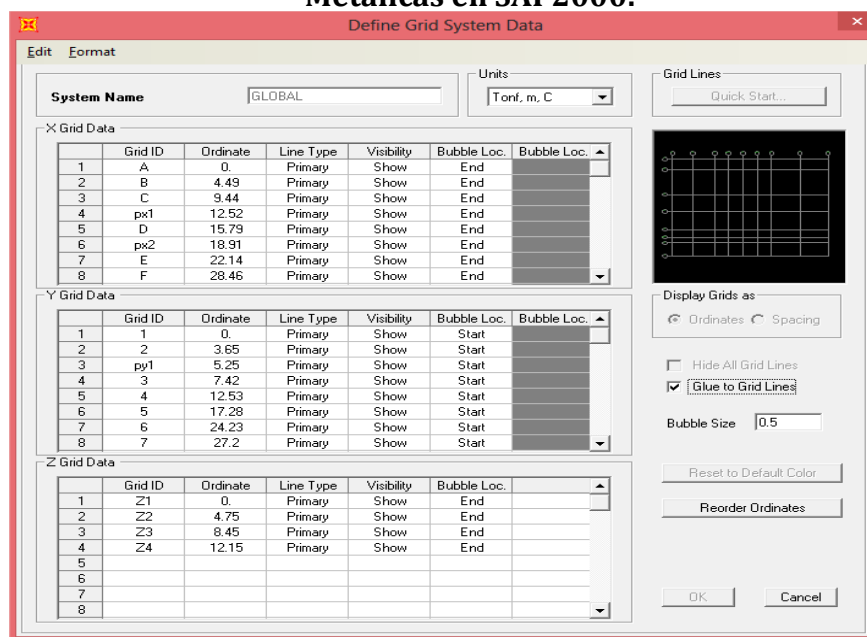 Metálicas en SAP2000.
Define Grid System Data
Edit Format
System Name GLOBAL
Units
Tonf, m, C
Grid Lines
Quick Start...
X Grid Data
Grid ID Ordinate Line Type Visibility Bubble Loc. Bubble Loc.
1 A 0. Primary Show End
2 B 4.49 Primary Show End
3 C 9.44 Primary Show End
4 px1 12.52 Primary Show End
5 D 15.79 Primary Show End
6 px2 18.91 Primary Show End
7 E 22.14 Primary Show End
8 F 28.46 Primary Show End
Y Grid Data
Grid ID Ordinate Line Type Visibility Bubble Loc. Bubble Loc.
1 1 0. Primary Show Start
2 2 3.65 Primary Show Start
3 py1 5.25 Primary Show Start
4 3 7.42 Primary Show Start
5 4 12.53 Primary Show Start
6 5 17.28 Primary Show Start
7 6 24.23 Primary Show Start
8 7 27.2 Primary Show Start
Z Grid Data
Grid ID Ordinate Line Type Visibility Bubble Loc.
1 Z1 0. Primary Show End
2 Z2 4.75 Primary Show End
3 Z3 8.45 Primary Show End
4 Z4 12.15 Primary Show End
5
6
7
8
Display Grids as
Ordinates Spacing
Hide All Grid Lines
Glue to Grid Lines
Bubble Size 0.5
Reset to Default Color
Reorder Ordinates
OK Cancel